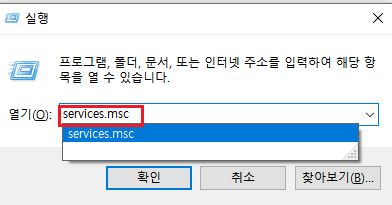 실행
프로그램, 폴더, 문서, 또는 인터넷 주소를 입력하여 해당 항
목을 열 수 있습니다.
열기(O): services.msc
services.msc
확인 취소 찾아보기(B)...